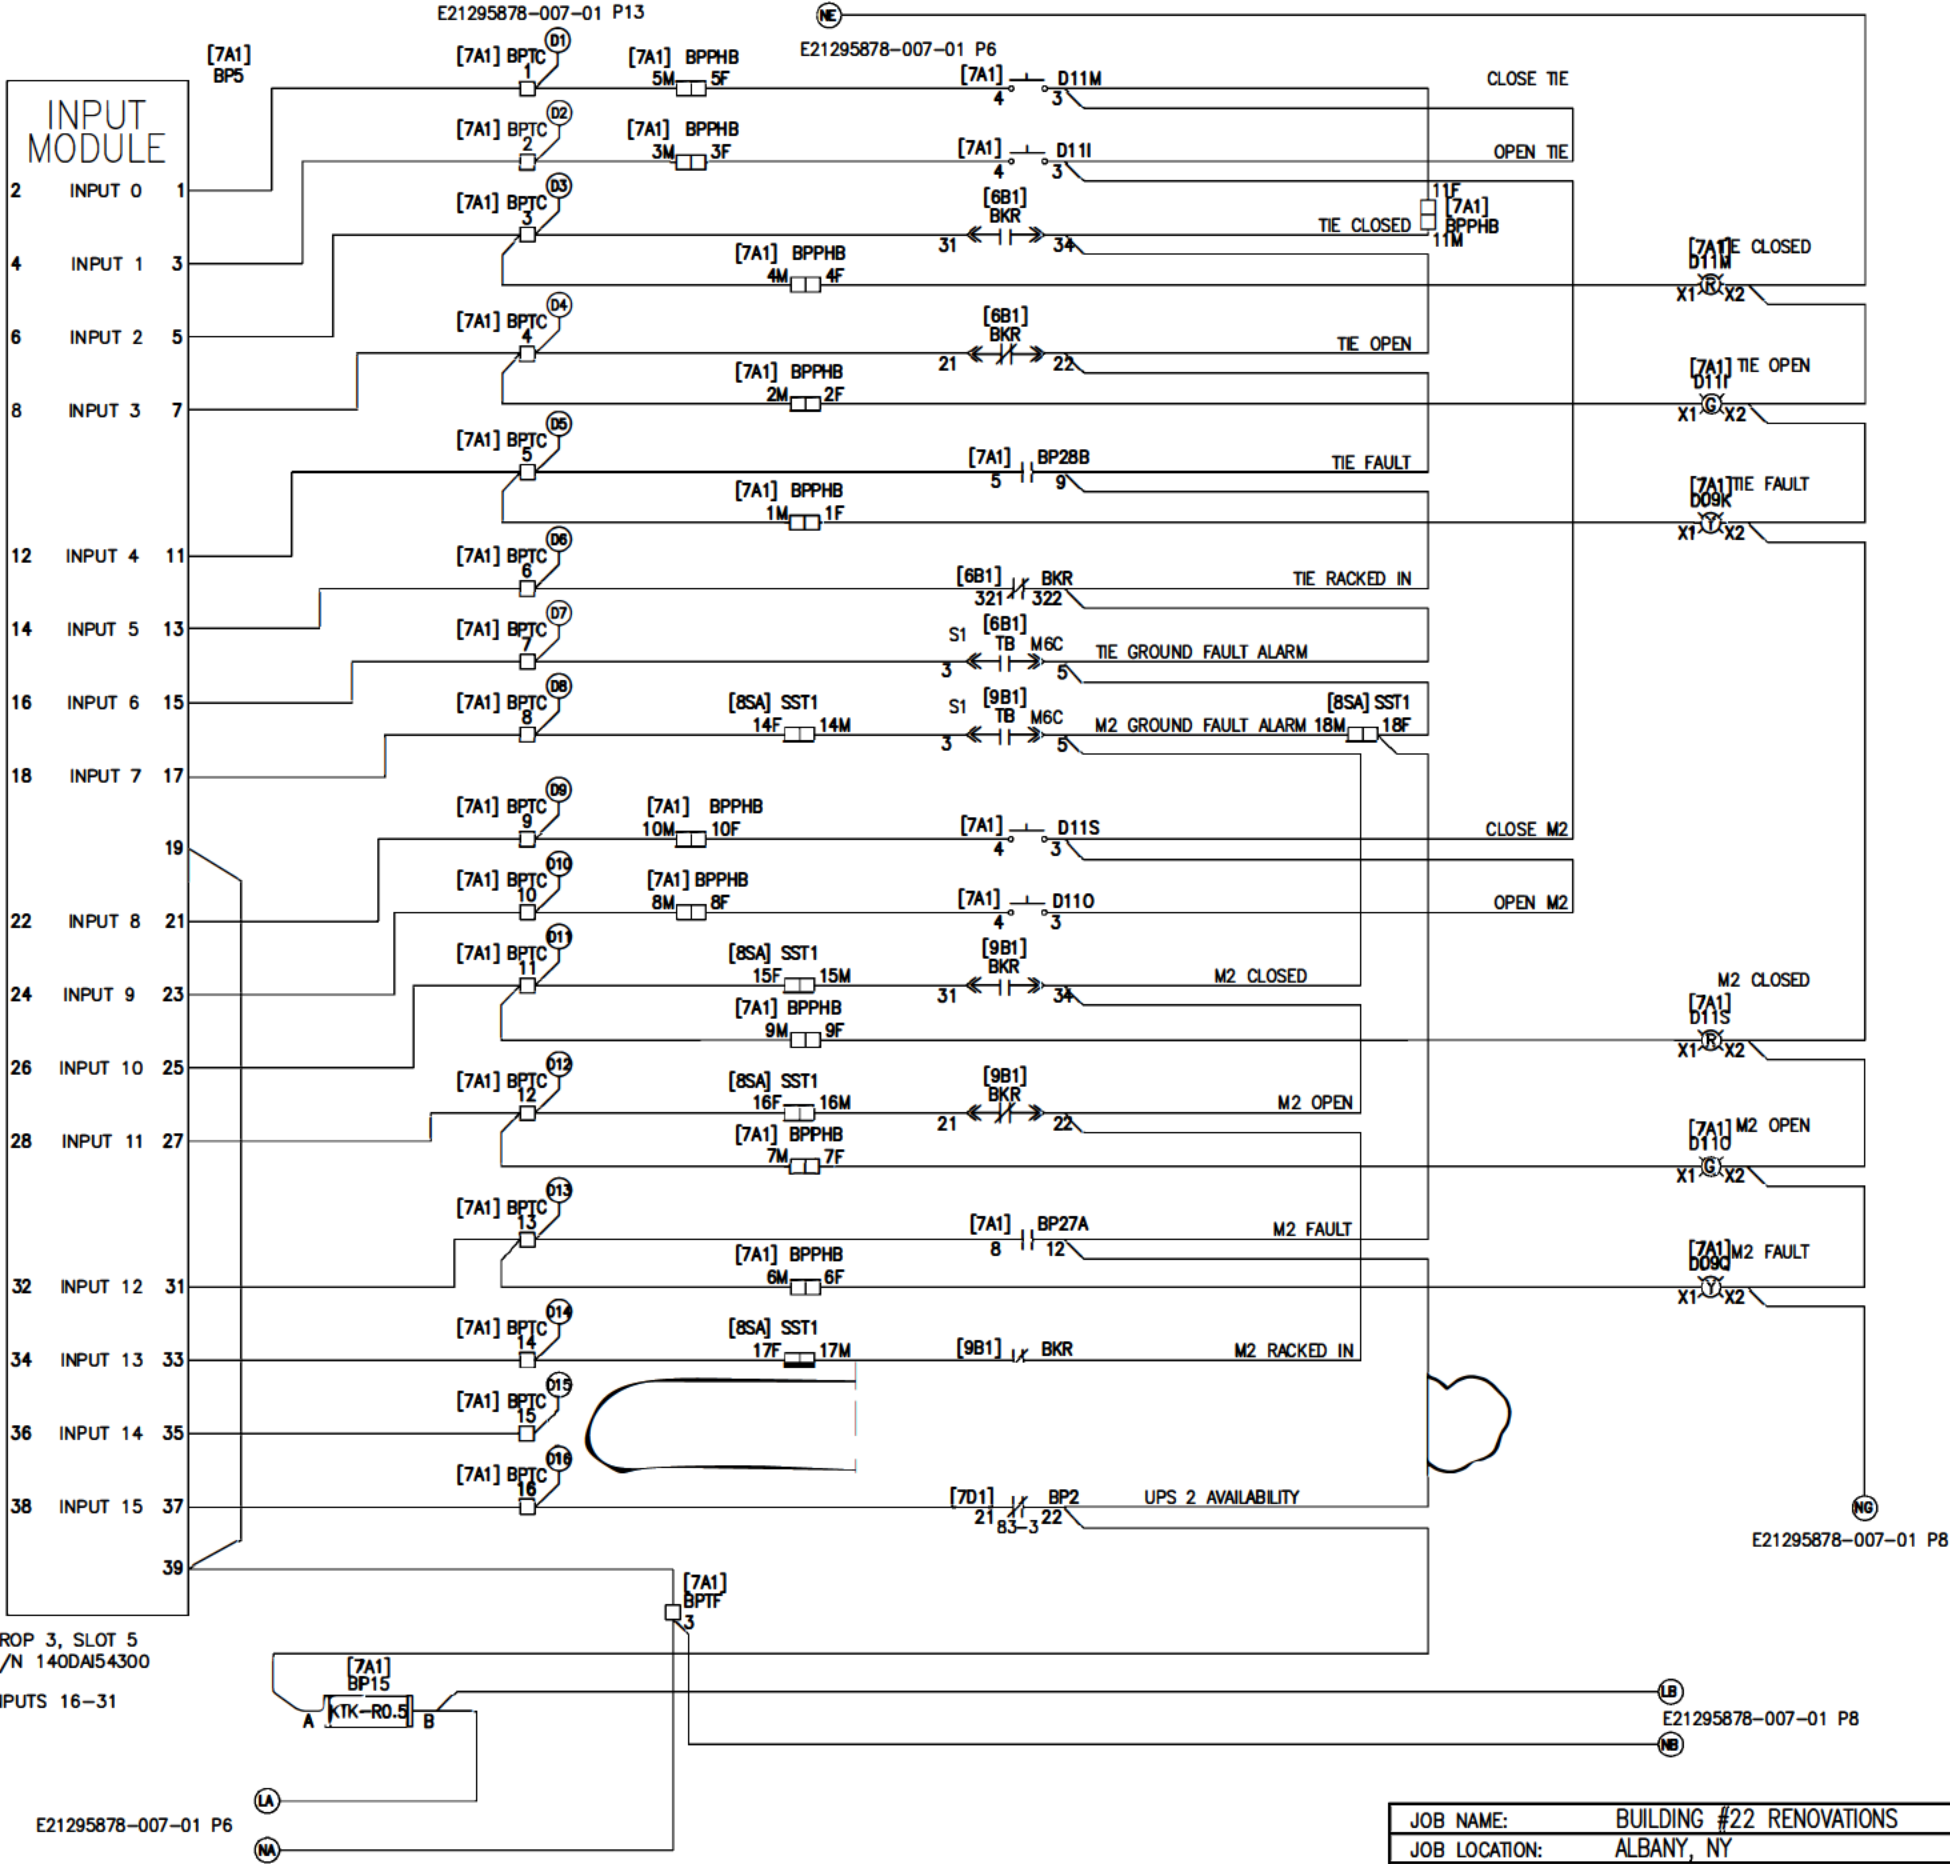 E21295878-007-01 P13
NE
E21295878-007-01 P6
[7A1]
BP5
INPUT
MODULE
[7A1] BPTC D1
1
[7A1] BPPHB
5M 5F
[7A1] D11M
4 3
CLOSE TIE
[7A1] BPTC D2
2
[7A1] BPPHB
3M 3F
[7A1] D11I
4 3
OPEN TIE
2 INPUT 0 1
[7A1] BPTC D3
3
[6B1]
BKR
31 34
TIE CLOSED
11F
[7A1]
BPPHB
11M
4 INPUT 1 3
[7A1] BPPHB
4M 4F
[7A1] TIE CLOSED
D11M
X1 R X2
6 INPUT 2 5
[7A1] BPTC D4
4
[6B1]
BKR
21 22
TIE OPEN
8 INPUT 3 7
[7A1] BPPHB
2M 2F
[7A1] TIE OPEN
D11I
X1 G X2
[7A1] BPTC D5
5
[7A1] BP28B
5 9
TIE FAULT
[7A1] BPPHB
1M 1F
[7A1] TIE FAULT
D09K
X1 Y X2
12 INPUT 4 11
[7A1] BPTC D6
6
[6B1] BKR
321 322
TIE RACKED IN
14 INPUT 5 13
[7A1] BPTC D7
7
S1 [6B1]
TB M6C
3 5
TIE GROUND FAULT ALARM
16 INPUT 6 15
[7A1] BPTC D8
8
[8SA] SST1
14F 14M
S1 [9B1]
TB M6C
3 5
M2 GROUND FAULT ALARM
[8SA] SST1
18M 18F
18 INPUT 7 17
19
[7A1] BPTC D9
9
[7A1] BPPHB
10M 10F
[7A1] D11S
4 3
CLOSE M2
22 INPUT 8 21
[7A1] BPTC D10
10
[7A1] BPPHB
8M 8F
[7A1] D11O
4 3
OPEN M2
24 INPUT 9 23
[7A1] BPTC D11
11
[8SA] SST1
15F 15M
[9B1]
BKR
31 34
M2 CLOSED
[7A1] BPPHB
9M 9F
M2 CLOSED
[7A1]
D11S
X1 R X2
26 INPUT 10 25
[7A1] BPTC D12
12
[8SA] SST1
16F 16M
[9B1]
BKR
21 22
M2 OPEN
28 INPUT 11 27
[7A1] BPPHB
7M 7F
[7A1] M2 OPEN
D11O
X1 G X2
[7A1] BPTC D13
13
[7A1] BP27A
8 12
M2 FAULT
32 INPUT 12 31
[7A1] BPPHB
6M 6F
[7A1] M2 FAULT
D09Q
X1 Y X2
34 INPUT 13 33
[7A1] BPTC D14
14
[8SA] SST1
17F 17M
[9B1] BKR
M2 RACKED IN
36 INPUT 14 35
[7A1] BPTC D15
15
38 INPUT 15 37
[7A1] BPTC D16
16
[7D1] BP2
21 83-3 22
UPS 2 AVAILABILITY
NG
E21295878-007-01 P8
39
[7A1]
BPTF
3
ROP 3, SLOT 5
/N 140DAI54300
IPUTS 16-31
[7A1]
BP15
A KTK-R0.5 B
LB
E21295878-007-01 P8
NB
LA
E21295878-007-01 P6
NA
JOB NAME: BUILDING #22 RENOVATIONS
JOB LOCATION: ALBANY, NY